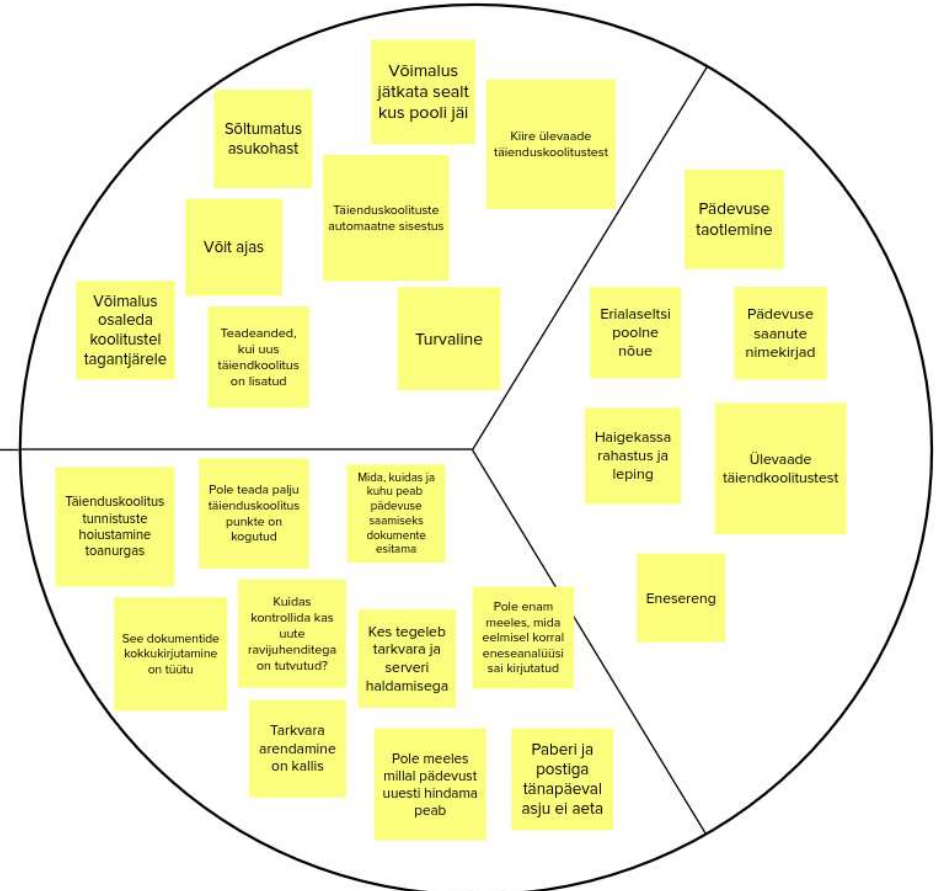 Võimalus
jätkata sealt
kus pooli jäi
Kiire ülevaade
täienduskoolitustest
Sõltumatus
asukohast
Täienduskoolituste
automaatne sisestus
Võit ajas
Võimalus
osaleda
koolitustel
tagantjärele
Teadeanded,
kui uus
täiendkoolitus
on lisatud
Turvaline
Pädevuse
taotlemine
Erialaseltsi
poolne
nõue
Pädevuse
saanute
nimekirjad
Haigekassa
rahastus ja
leping
Ülevaade
täiendkoolitustest
Enesereng
Täienduskoolitus
tunnistuste
hoiustamine
toanurgas
Pole teada palju
täienduskoolitus
punkte on
kogutud
Mida, kuidas ja
kuhu peab
pädevuse
saamiseks
dokumente
esitama
See dokumentide
kokkukirjutamine
on tüütu
Kuidas
kontrollida kas
uute
ravijuhenditega
on tutvutud?
Kes tegeleb
tarkvara ja
serveri
haldamisega
Pole enam
meeles, mida
eelmisel korral
eneseanalüüsi
sai kirjutatud
Tarkvara
arendamine
on kallis
Pole meeles
millal pädevust
uuesti hindama
peab
Paberi ja
postiga
tänapäeval
asju ei aeta